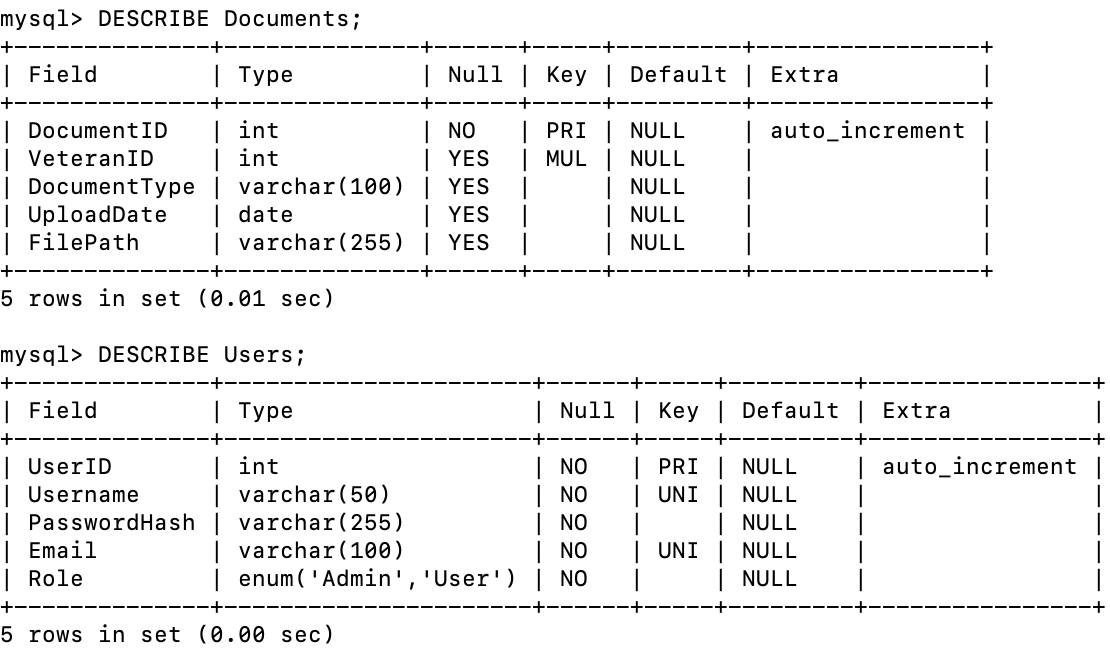 mysql> DESCRIBE Documents;
+--------------+--------------+------+-----+---------+----------------+
| Field        | Type         | Null | Key | Default | Extra          |
+--------------+--------------+------+-----+---------+----------------+
| DocumentID   | int          | NO   | PRI | NULL    | auto_increment |
| VeteranID    | int          | YES  | MUL | NULL    |                |
| DocumentType | varchar(100) | YES  |     | NULL    |                |
| UploadDate   | date         | YES  |     | NULL    |                |
| FilePath     | varchar(255) | YES  |     | NULL    |                |
+--------------+--------------+------+-----+---------+----------------+
5 rows in set (0.01 sec)

mysql> DESCRIBE Users;
+--------------+----------------------+------+-----+---------+----------------+
| Field        | Type                 | Null | Key | Default | Extra          |
+--------------+----------------------+------+-----+---------+----------------+
| UserID       | int                  | NO   | PRI | NULL    | auto_increment |
| Username     | varchar(50)          | NO   | UNI | NULL    |                |
| PasswordHash | varchar(255)         | NO   |     | NULL    |                |
| Email        | varchar(100)         | NO   | UNI | NULL    |                |
| Role         | enum('Admin','User') | NO   |     | NULL    |                |
+--------------+----------------------+------+-----+---------+----------------+
5 rows in set (0.00 sec)